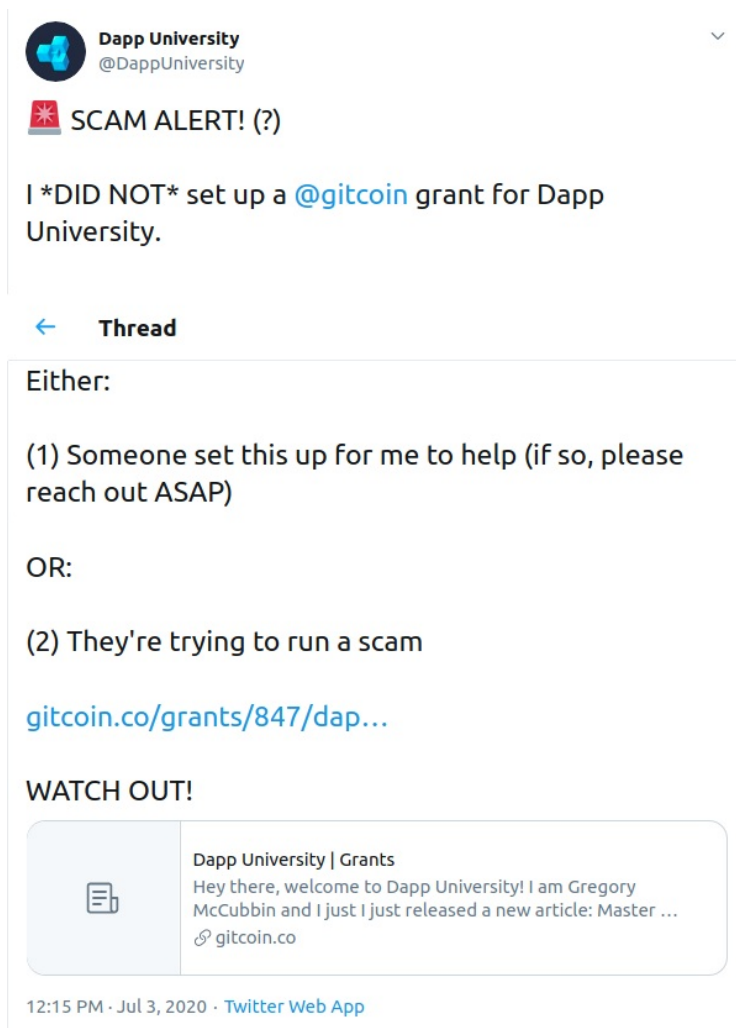 Dapp University
@DappUniversity
🚨 SCAM ALERT! (?)
I *DID NOT* set up a @gitcoin grant for Dapp
University.
← Thread
Either:
(1) Someone set this up for me to help (if so, please
reach out ASAP)
OR:
(2) They're trying to run a scam
gitcoin.co/grants/847/dap...
WATCH OUT!
Dapp University | Grants
Hey there, welcome to Dapp University! I am Gregory
McCubbin and I just I just released a new article: Master ...
gitcoin.co
12:15 PM · Jul 3, 2020 · Twitter Web App